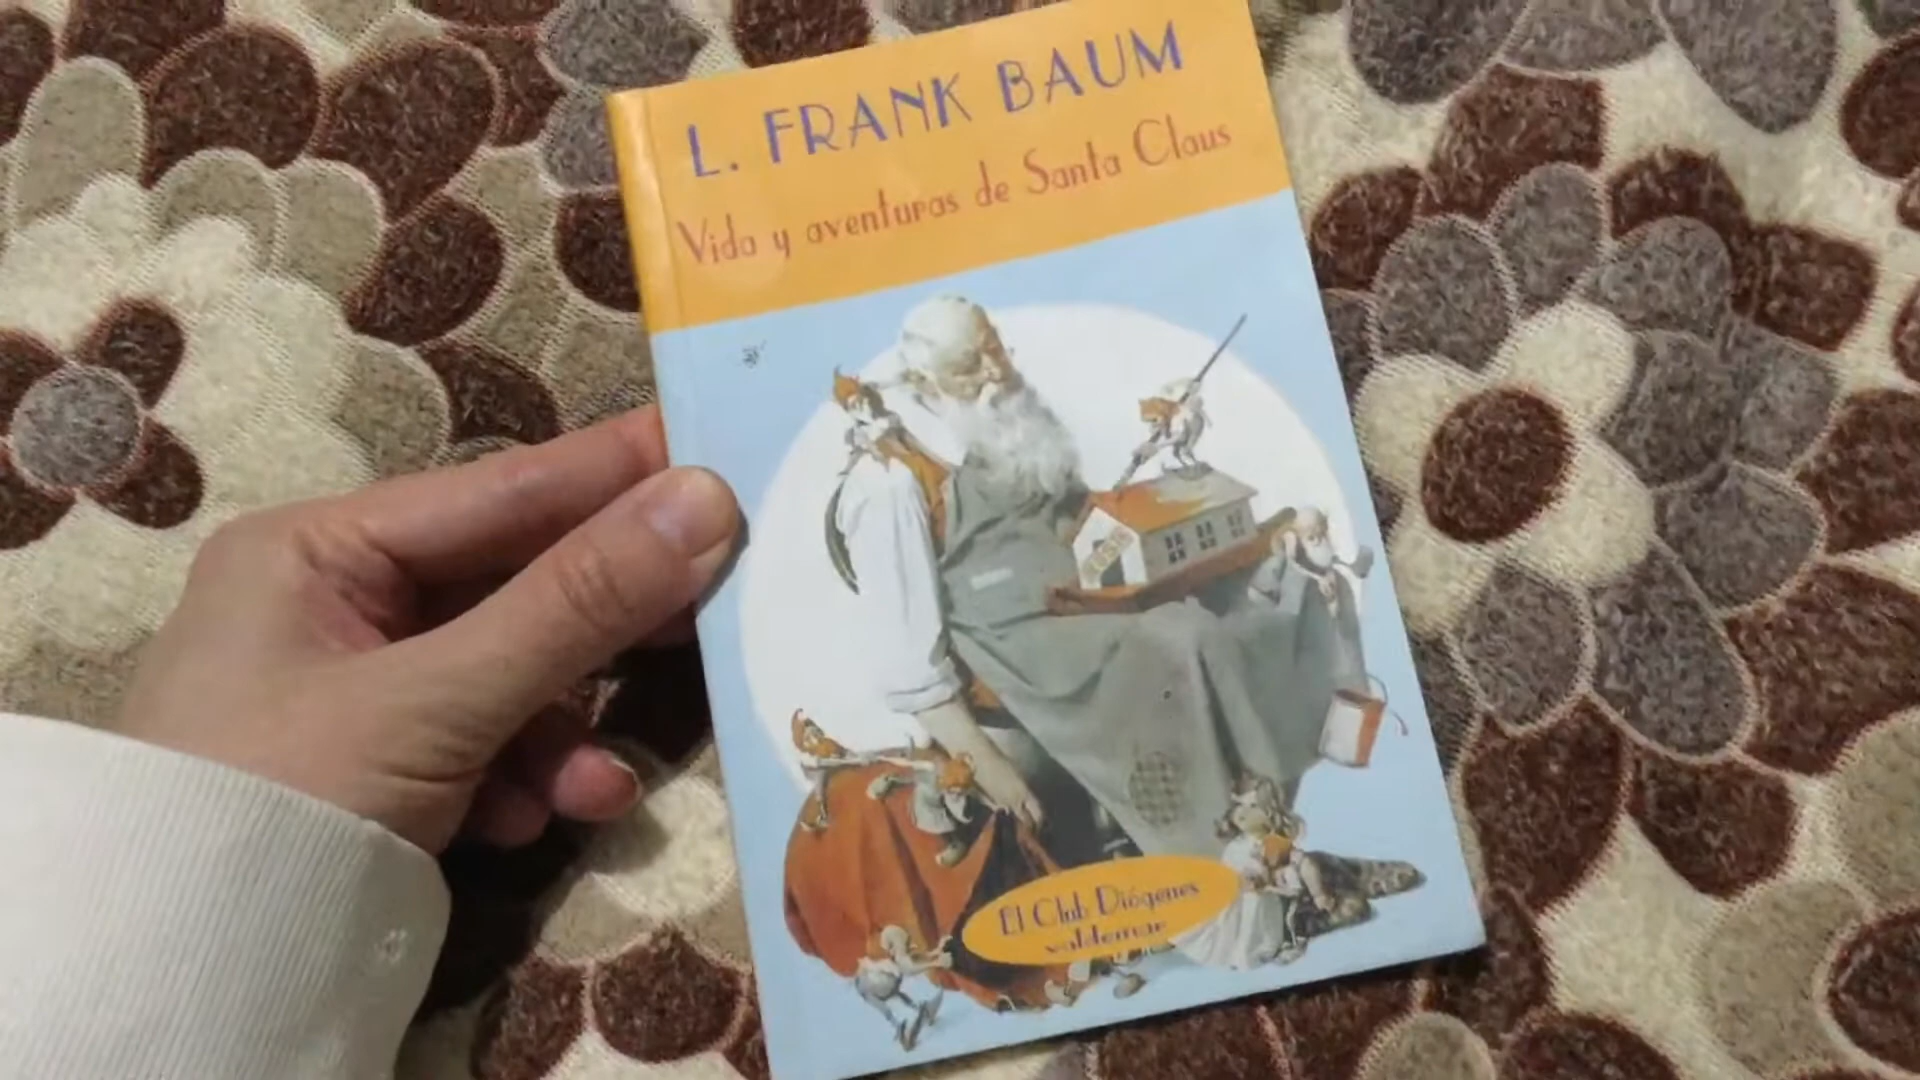 L. FRANK BAUM
Vida y aventuras de Santa Claus
El Club Diógenes
valdemar